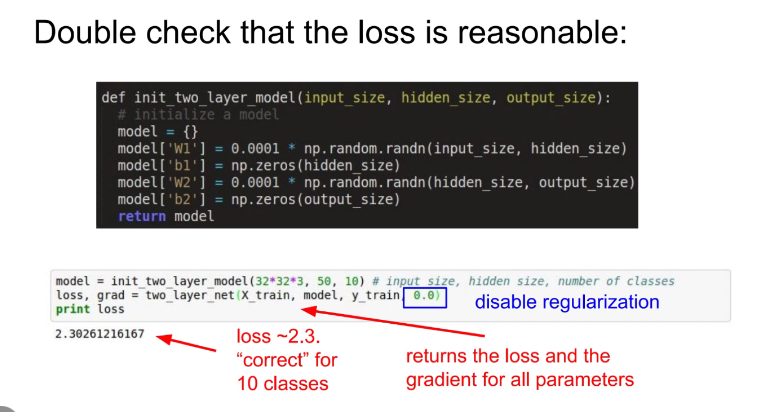 Double check that the loss is reasonable:
def init_two_layer_model(input_size, hidden_size, output_size):
# initialize a model
model = {}
model['W1'] = 0.0001 * np.random.randn(input_size, hidden_size)
model['b1'] = np.zeros(hidden_size)
model['W2'] = 0.0001 * np.random.randn(hidden_size, output_size)
model['b2'] = np.zeros(output_size)
return model
model = init_two_layer_model(32*32*3, 50, 10) # input size, hidden size, number of classes
loss, grad = two_layer_net(X_train, model, y_train, 0.0)
disable regularization
print loss
2.30261216167
loss ~2.3.
“correct” for
10 classes
returns the loss and the
gradient for all parameters